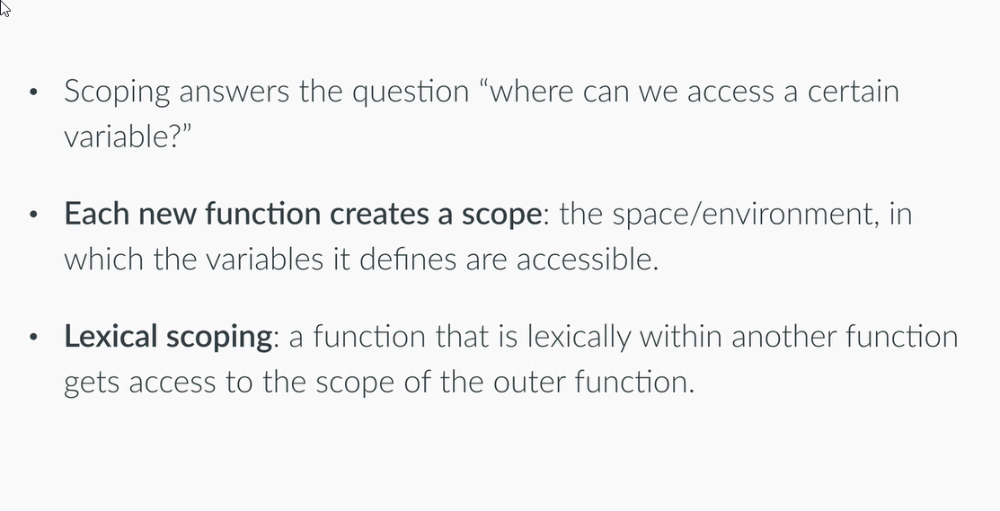 • Scoping answers the question “where can we access a certain
variable?”
• Each new function creates a scope: the space/environment, in
which the variables it defines are accessible.
• Lexical scoping: a function that is lexically within another function
gets access to the scope of the outer function.